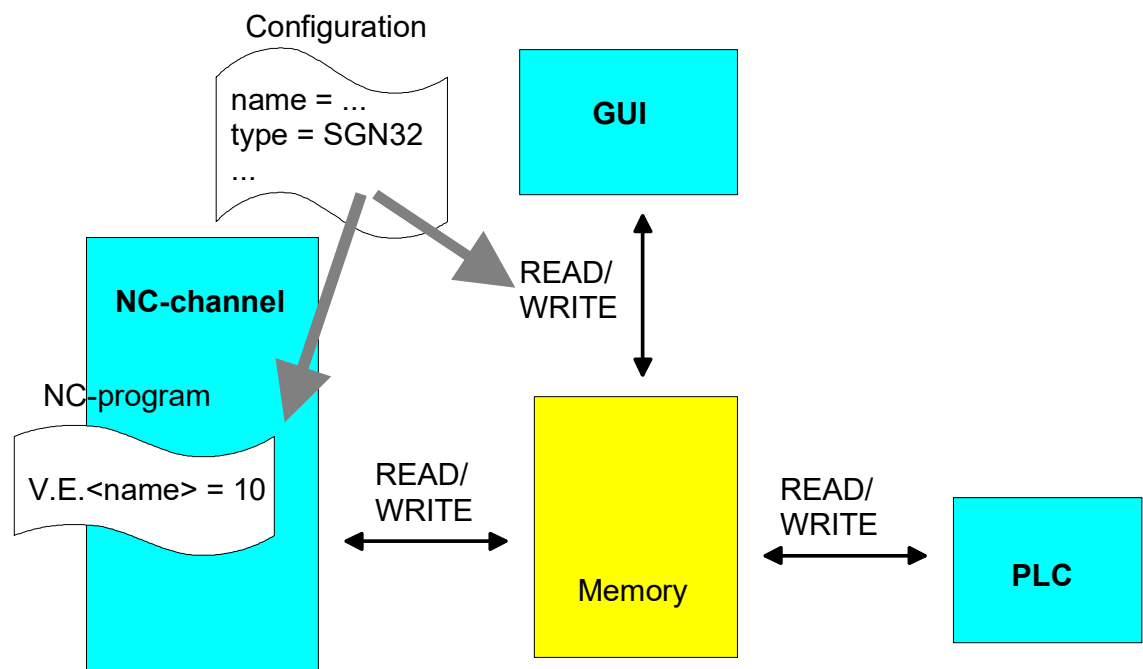 Configuration
name = ...
type = SGN32
...
GUI
READ/
WRITE
NC-channel
NC-program
V.E.<name> = 10
READ/
WRITE
Memory
READ/
WRITE
PLC